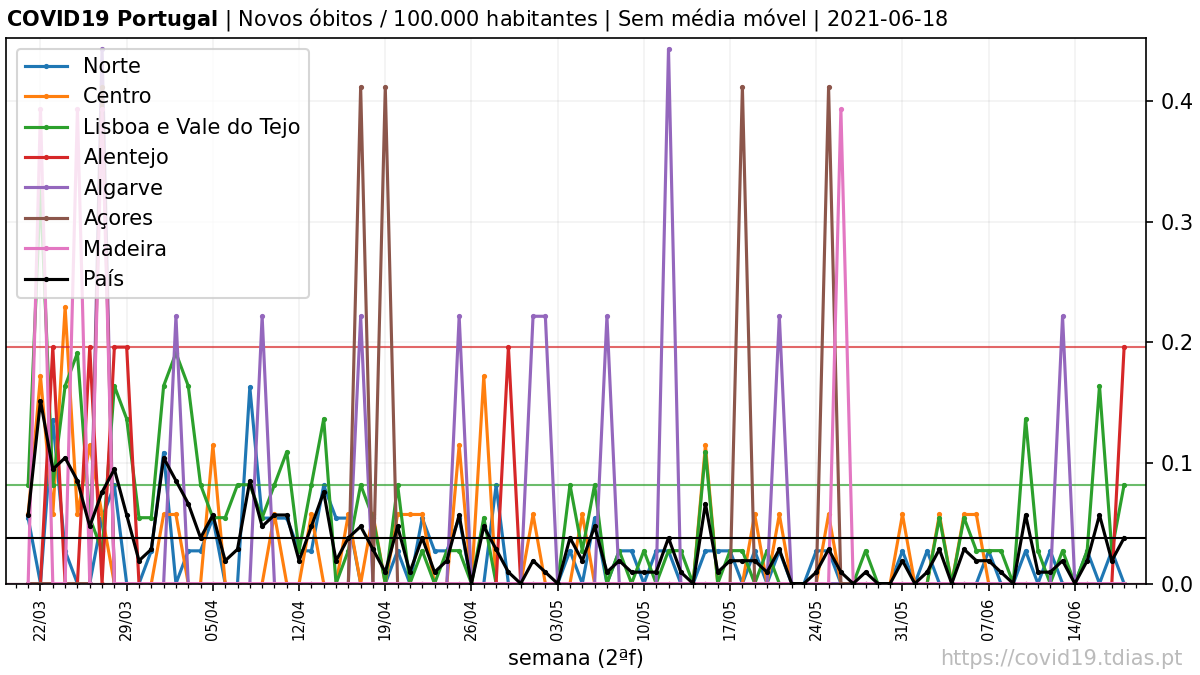 COVID19 Portugal | Novos óbitos / 100.000 habitantes | Sem média móvel | 2021-06-18
Norte
Centro
Lisboa e Vale do Tejo
Alentejo
Algarve
Açores
Madeira
País
0.4
0.3
0.2
0.1
0.0
22/03 29/03 05/04 12/04 19/04 26/04 03/05 10/05 17/05 24/05 31/05 07/06 14/06
semana (2ªf)
https://covid19.tdias.pt